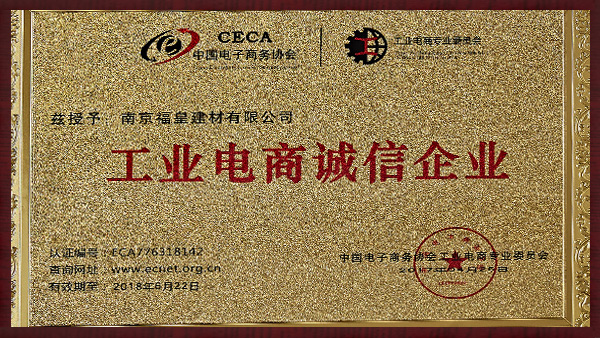 CECA
中国电子商务协会
工业电商专业委员会
兹授予 南京福皇建材有限公司
工业电商诚信企业
认证编号：ECA776318142
查询网址：www.ecnet.org.cn
有效期至：2018年6月22日
中国电子商务协会工业电商专业委员会